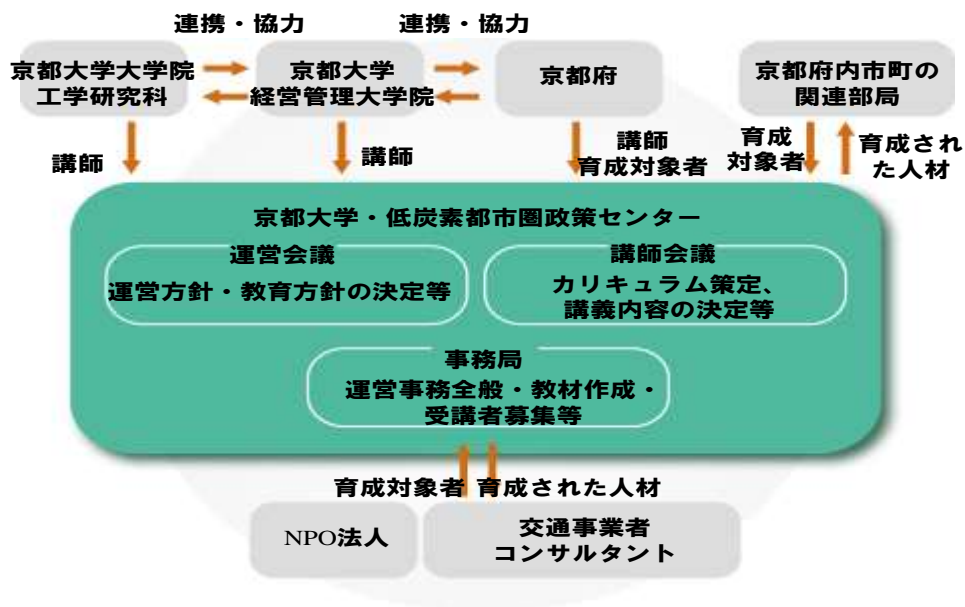 連携・協力
連携・協力
京都大学大学院
工学研究科
京都大学
経営管理大学院
京都府
京都府内市町の
関連部局
講師
講師
講師
育成対象者
育成
対象者
育成され
た人材
京都大学・低炭素都市圏政策センター
運営会議
運営方針・教育方針の決定等
講師会議
カリキュラム策定、
講義内容の決定等
事務局
運営事務全般・教材作成・
受講者募集等
育成対象者
育成された人材
NPO法人
交通事業者
コンサルタント